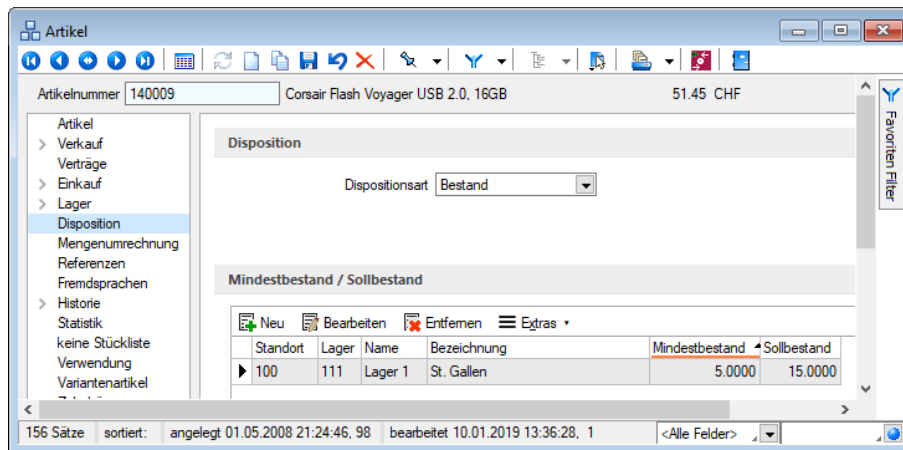 Artikel
Artikelnummer 140009 Corsair Flash Voyager USB 2.0, 16GB 51.45 CHF
Favoriten Filter
Artikel
Verkauf
Verträge
Einkauf
Lager
Disposition
Mengenumrechnung
Referenzen
Fremdsprachen
Historie
Statistik
keine Stückliste
Verwendung
Variantenartikel
Disposition
Dispositionsart Bestand
Mindestbestand / Sollbestand
Neu Bearbeiten Entfernen Extras
Standort Lager Name Bezeichnung Mindestbestand Sollbestand
100 111 Lager 1 St. Gallen 5.0000 15.0000
156 Sätze sortiert: angelegt 01.05.2008 21:24:46, 98 bearbeitet 10.01.2019 13:36:28, 1 <Alle Felder>